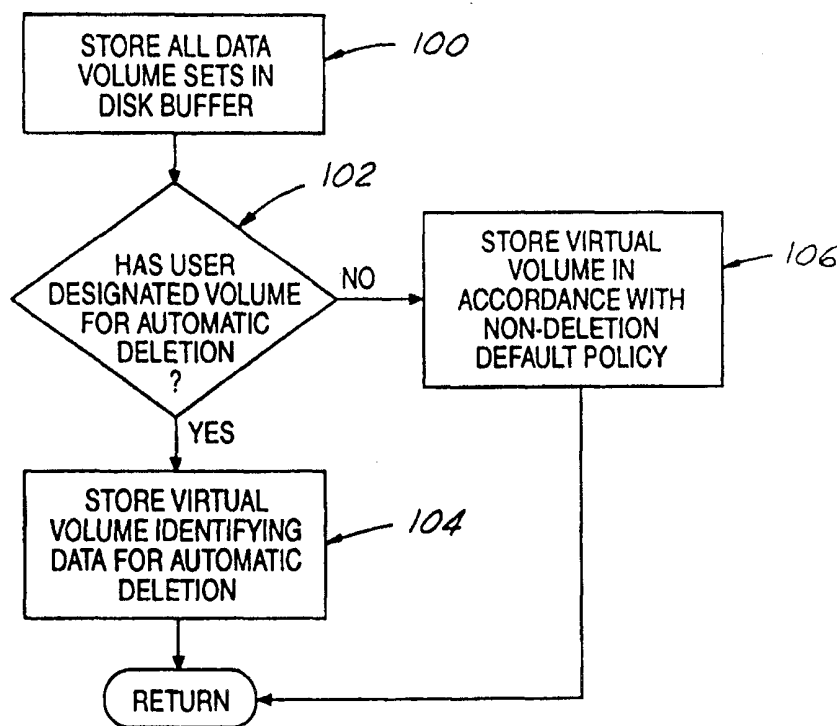 STORE ALL DATA
VOLUME SETS IN
DISK BUFFER
100
102
HAS USER
DESIGNATED VOLUME
FOR AUTOMATIC
DELETION
?
NO
STORE VIRTUAL
VOLUME IN
ACCORDANCE WITH
NON-DELETION
DEFAULT POLICY
106
YES
STORE VIRTUAL
VOLUME IDENTIFYING
DATA FOR AUTOMATIC
DELETION
104
RETURN